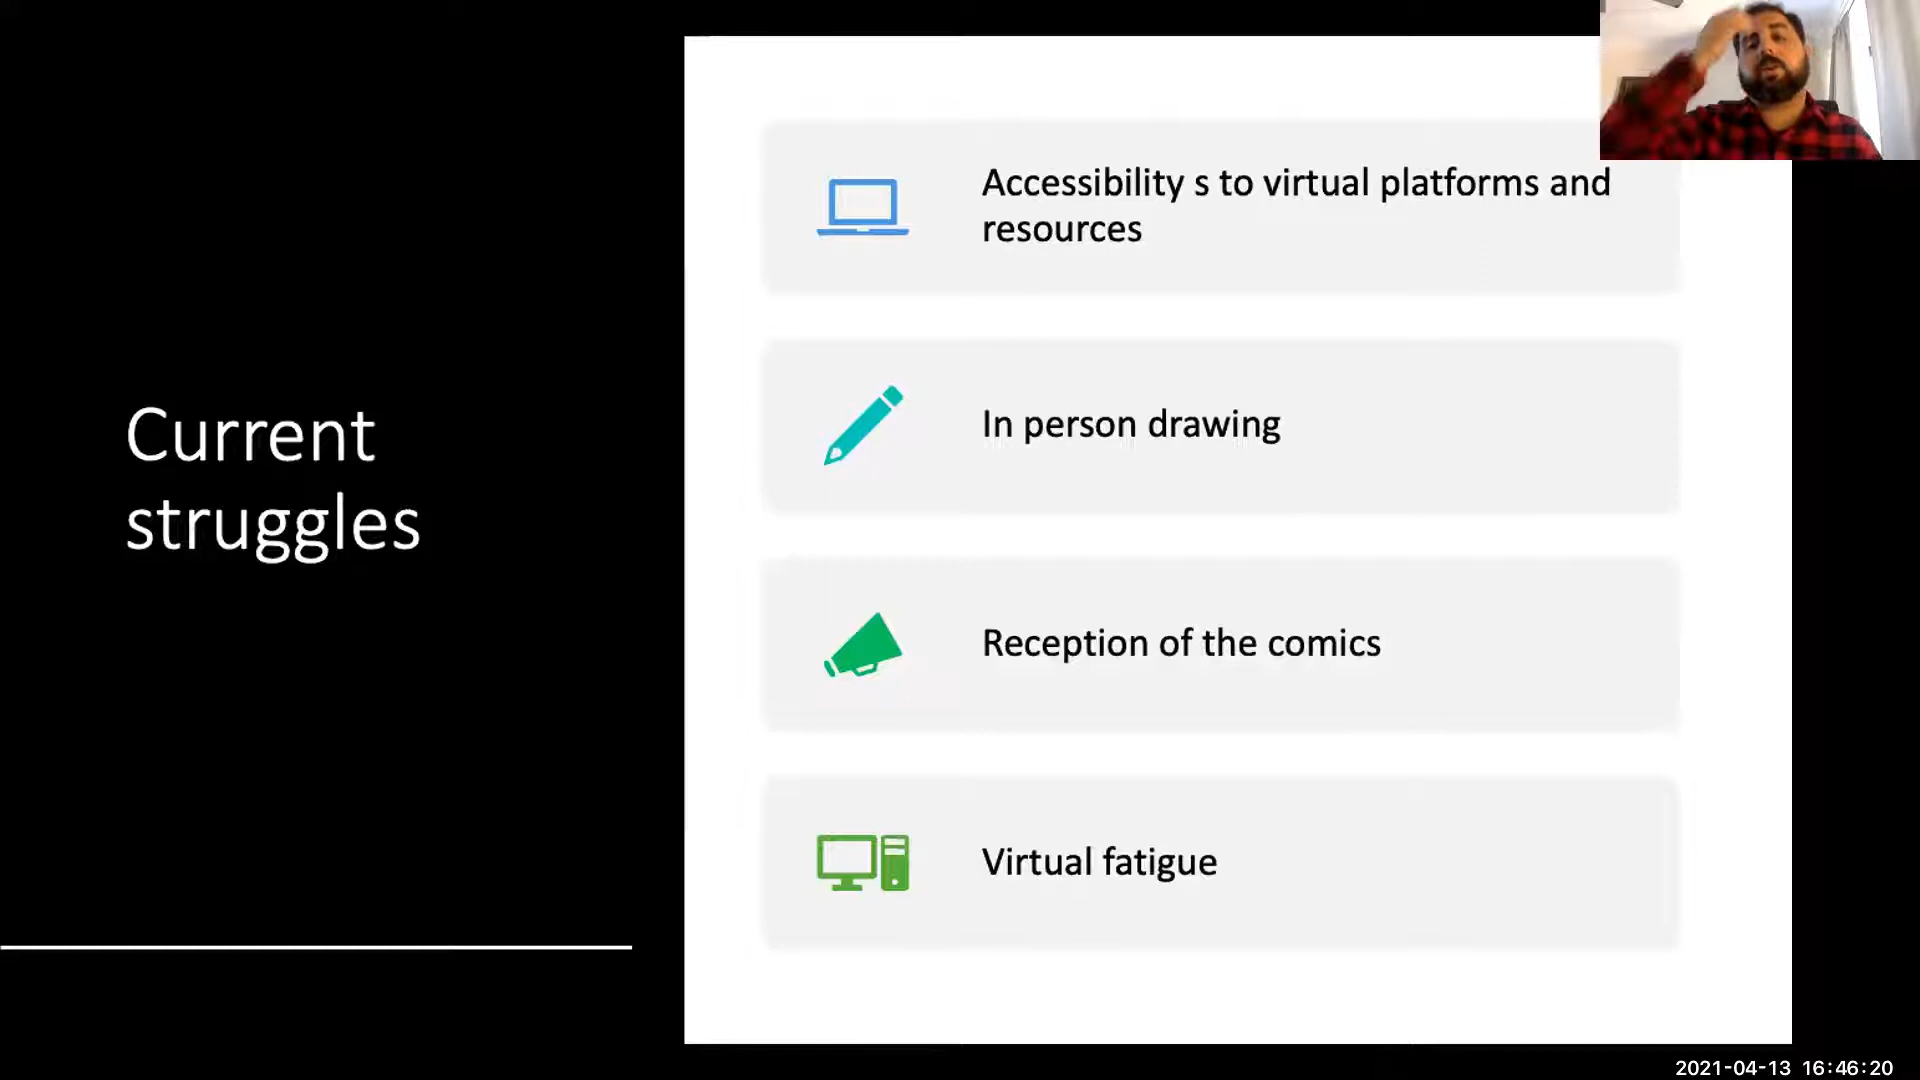 Current
struggles
Accessibility s to virtual platforms and
resources
In person drawing
Reception of the comics
Virtual fatigue
2021-04-13 16:46:20